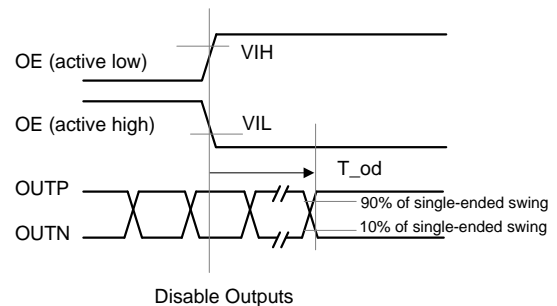 VIH
OE (active low)
OE (active high)
VIL
T_od
OUTP
90% of single-ended swing
10% of single-ended swing
OUTN
Disable Outputs